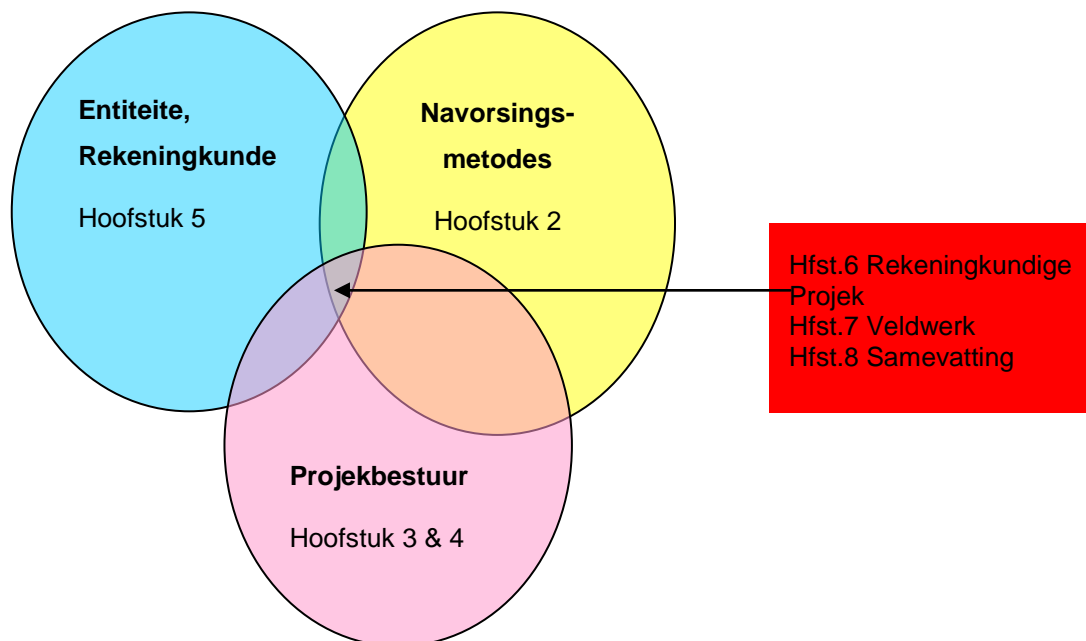 Entiteite,
Rekeningkunde
Hoofstuk 5
Navorsings-
metodes
Hoofstuk 2
Hfst.6 Rekeningkundige
Projek
Hfst.7 Veldwerk
Hfst.8 Samevatting
Projekbestuur
Hoofstuk 3 & 4